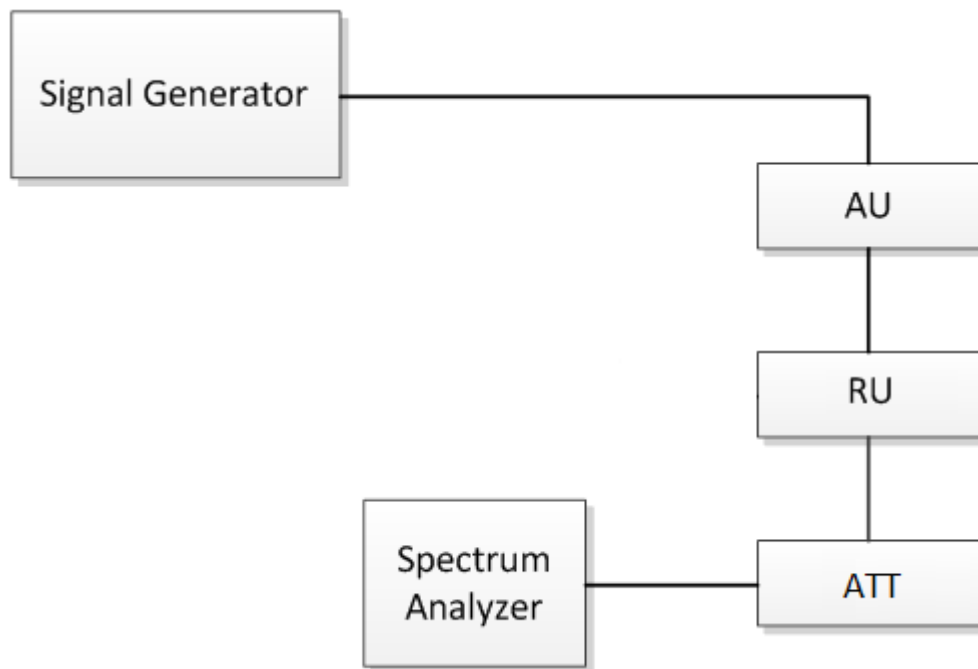 Signal Generator
AU
RU
Spectrum
Analyzer
ATT